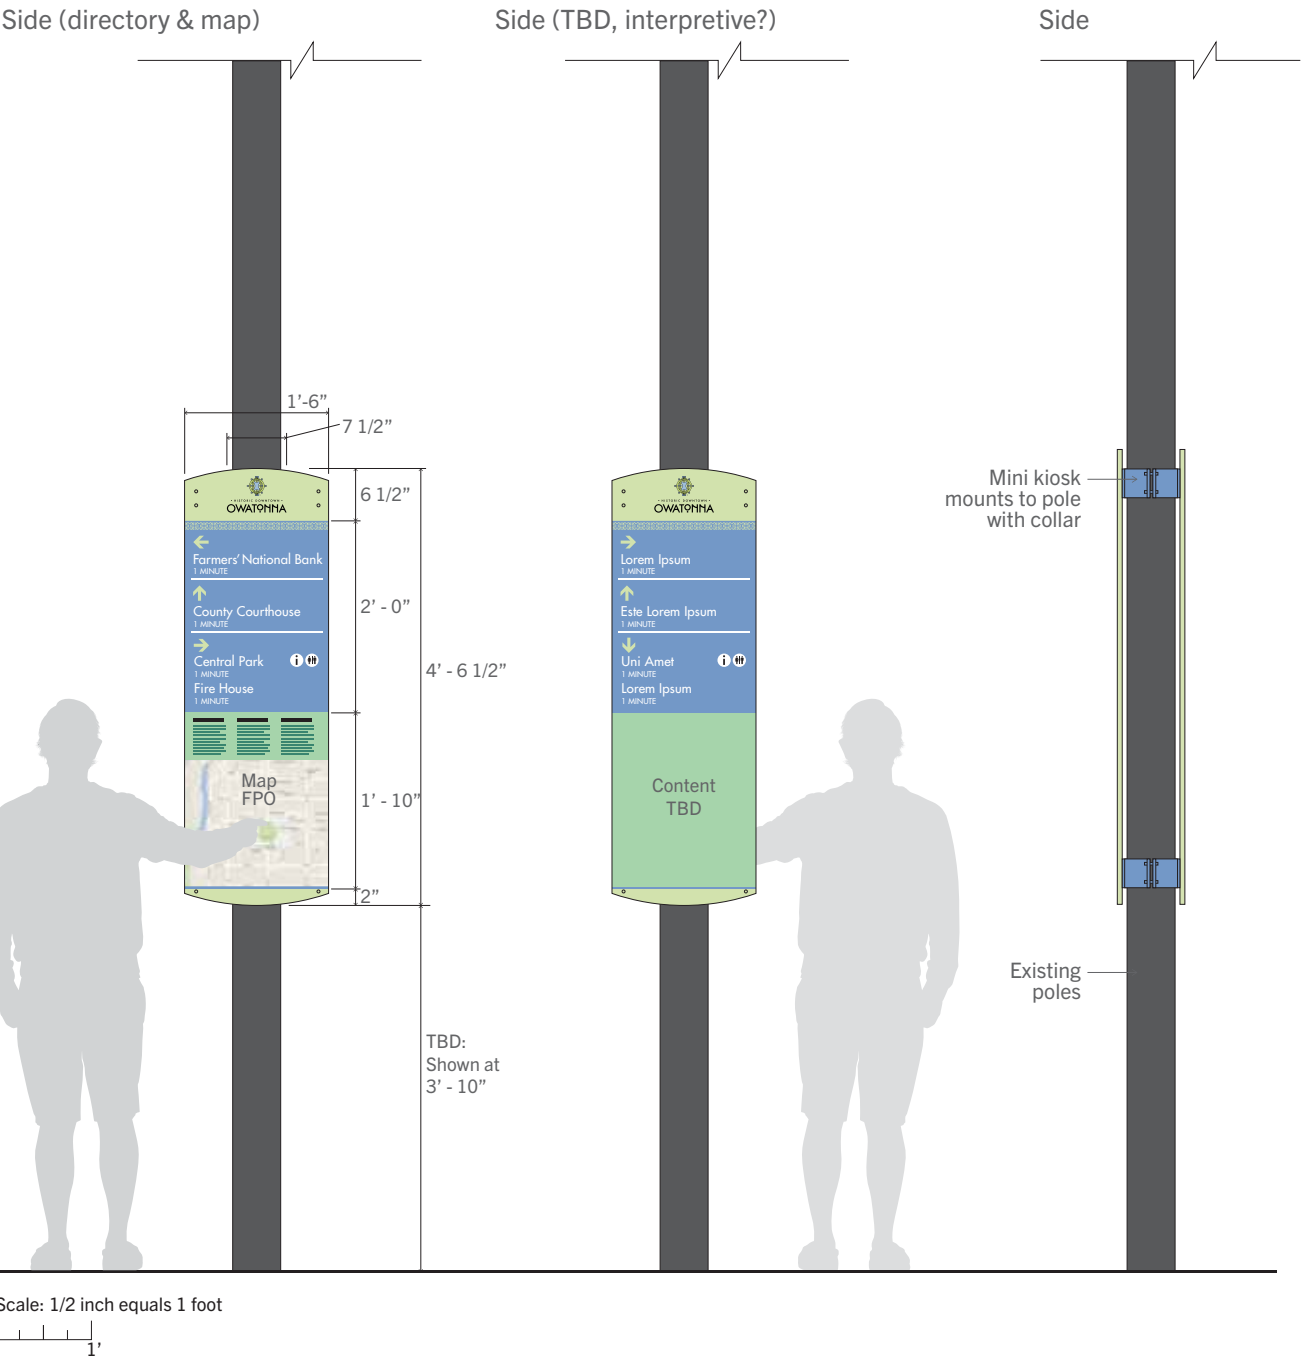 Side (directory & map)
Side (TBD, interpretive?)
Side
1'-6”
7 1/2”
6 1/2”
2' - 0”
4' - 6 1/2”
1' - 10”
2”
TBD:
Shown at
3' - 10”
• HISTORIC DOWNTOWN •
OWATONNA
Farmers' National Bank
1 MINUTE
County Courthouse
1 MINUTE
Central Park
1 MINUTE
Fire House
1 MINUTE
Map
FPO
• HISTORIC DOWNTOWN •
OWATONNA
Lorem Ipsum
1 MINUTE
Este Lorem Ipsum
1 MINUTE
Uni Amet
1 MINUTE
Lorem Ipsum
1 MINUTE
Content
TBD
Mini kiosk
mounts to pole
with collar
Existing
poles
Scale: 1/2 inch equals 1 foot
1'